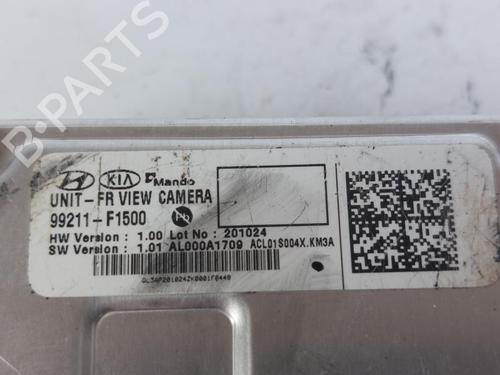 B-PARTS
KIA Mando
UNIT-FR VIEW CAMERA
99211-F1500 Pb
HW Version : 1.00 Lot No : 201024
SW Version : 1.01 AL000A1709 ACL01S004X.KM3A